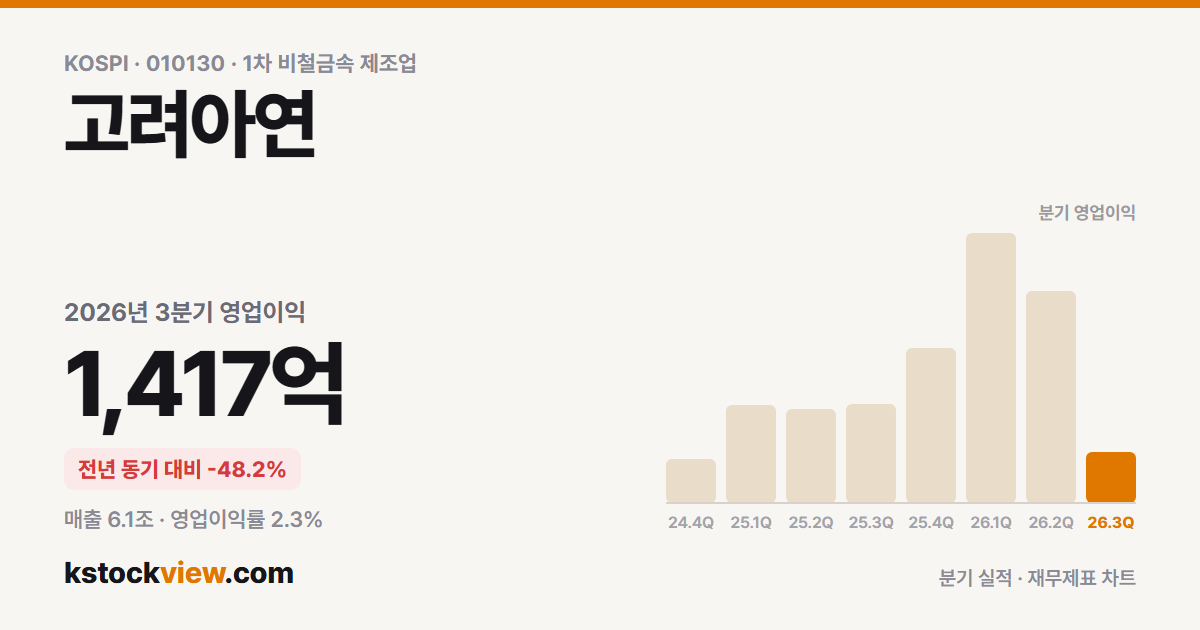 KOSPI · 010130 · 1차 비철금속 제조업
고려아연
분기 영업이익
2026년 3분기 영업이익
1,417억
전년 동기 대비 -48.2%
매출 6.1조 · 영업이익률 2.3%
24.4Q 25.1Q 25.2Q 25.3Q 25.4Q 26.1Q 26.2Q 26.3Q
kstockview.com
분기 실적 · 재무제표 차트